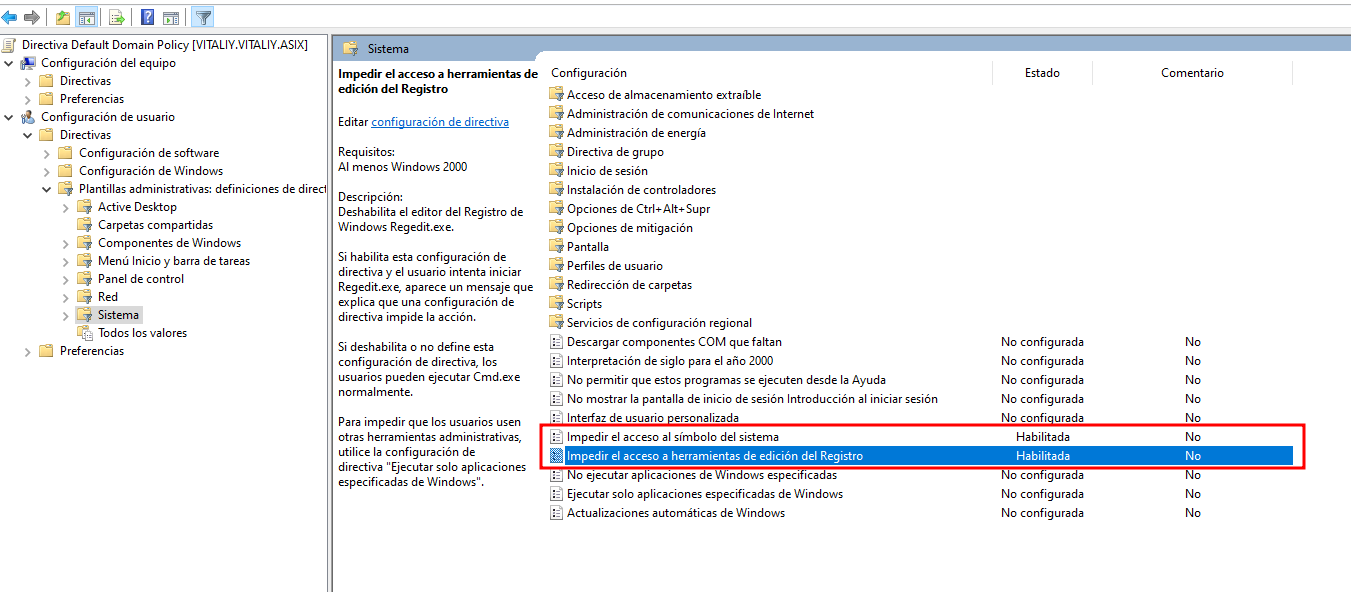 Directiva Default Domain Policy [VITALIY.VITALIY.ASIX]
Configuración del equipo
Directivas
Preferencias
Configuración de usuario
Directivas
Configuración de software
Configuración de Windows
Plantillas administrativas: definiciones de direct
Active Desktop
Carpetas compartidas
Componentes de Windows
Menú Inicio y barra de tareas
Panel de control
Red
Sistema
Todos los valores
Preferencias
Sistema
Impedir el acceso a herramientas de
edición del Registro
Editar configuración de directiva
Requisitos:
Al menos Windows 2000
Descripción:
Deshabilita el editor del Registro de
Windows Regedit.exe.
Si habilita esta configuración de
directiva y el usuario intenta iniciar
Regedit.exe, aparece un mensaje que
explica que una configuración de
directiva impide la acción.
Si deshabilita o no define esta
configuración de directiva, los
usuarios pueden ejecutar Cmd.exe
normalmente.
Para impedir que los usuarios usen
otras herramientas administrativas,
utilice la configuración de
directiva "Ejecutar solo aplicaciones
especificadas de Windows".
Configuración Estado Comentario
Acceso de almacenamiento extraíble
Administración de comunicaciones de Internet
Administración de energía
Directiva de grupo
Inicio de sesión
Instalación de controladores
Opciones de Ctrl+Alt+Supr
Opciones de mitigación
Pantalla
Perfiles de usuario
Redirección de carpetas
Scripts
Servicios de configuración regional
Descargar componentes COM que faltan No configurada No
Interpretación de siglo para el año 2000 No configurada No
No permitir que estos programas se ejecuten desde la Ayuda No configurada No
No mostrar la pantalla de inicio de sesión Introducción al iniciar sesión No configurada No
Interfaz de usuario personalizada No configurada No
Impedir el acceso al símbolo del sistema Habilitada No
Impedir el acceso a herramientas de edición del Registro Habilitada No
No ejecutar aplicaciones de Windows especificadas No configurada No
Ejecutar solo aplicaciones especificadas de Windows No configurada No
Actualizaciones automáticas de Windows No configurada No